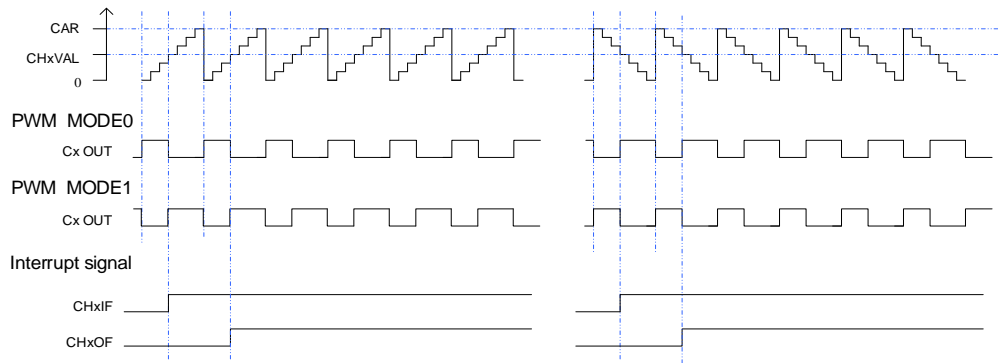 CAR
CHxVAL
0
PWM MODE0
Cx OUT
PWM MODE1
Cx OUT
Interrupt signal
CHxIF
CHxOF